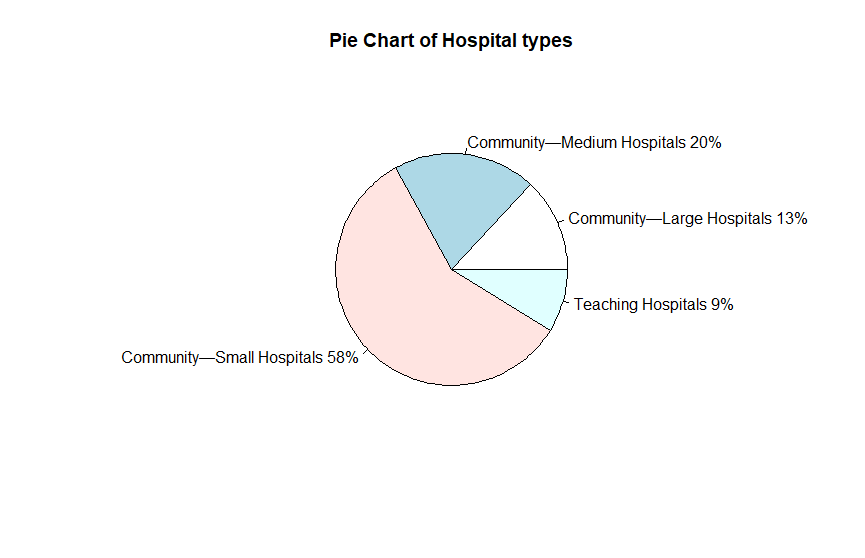 Pie Chart of Hospital types
Community—Medium Hospitals 20%
Community—Large Hospitals 13%
Teaching Hospitals 9%
Community—Small Hospitals 58%